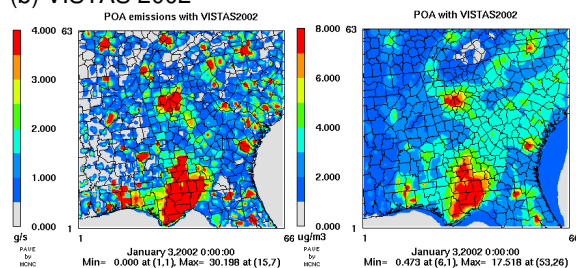 (b) VISTAS 2002
POA emissions with VISTAS2002
4.000
3.000
2.000
1.000
0.000
g/s
PAVE
by
MCNC
63
1
66
January 3,2002 0:00:00
Min= 0.000 at (1,1), Max= 30.198 at (15,7)
POA with VISTAS2002
8.000
6.000
4.000
2.000
0.000
ug/m3
PAVE
by
MCNC
63
1
1
66
January 3,2002 0:00:00
Min= 0.473 at (6,1), Max= 17.518 at (53,26)